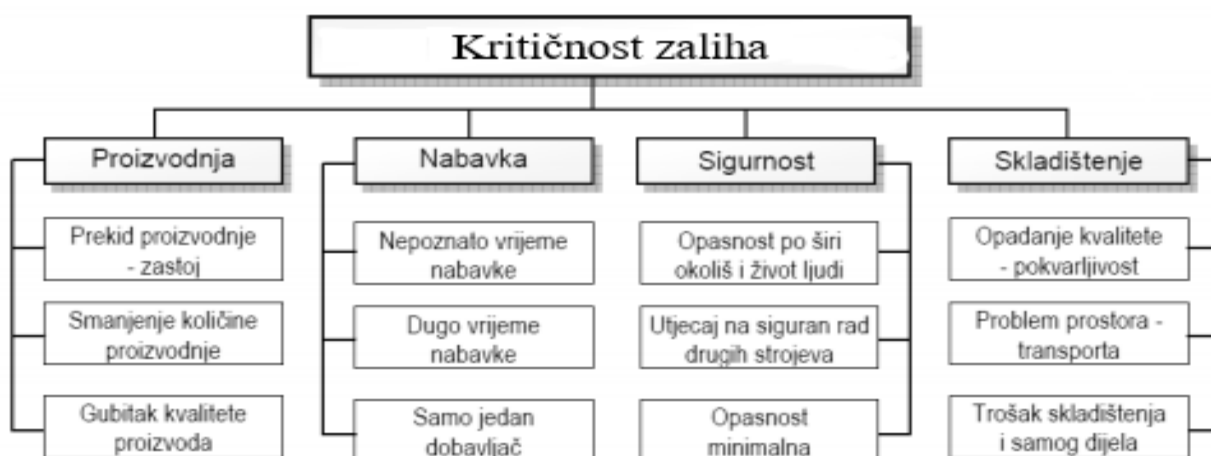 Kritičnost zaliha
Proizvodnja
Prekid proizvodnje
- zastoj
Smanjenje količine
proizvodnje
Gubitak kvalitete
proizvoda
Nabavka
Nepoznato vrijeme
nabavke
Dugo vrijeme
nabavke
Samo jedan
dobavljač
Sigurnost
Opasnost po širi
okoliš i život ljudi
Utjecaj na siguran rad
drugih strojeva
Opasnost
minimalna
Skladištenje
Opadanje kvalitete
- pokvarljivost
Problem prostora -
transporta
Trošak skladištenja
i samog dijela